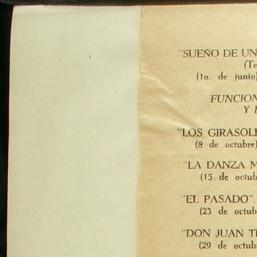 "SUEÑO DE UN
(Te
(1o. de junio)
FUNCION
Y
"LOS GIRASOLE
(8 de octubre)
"LA DANZA M
(15 de octub
"EL PASADO".
(23 de octub
"DON JUAN TE
(29 de octub